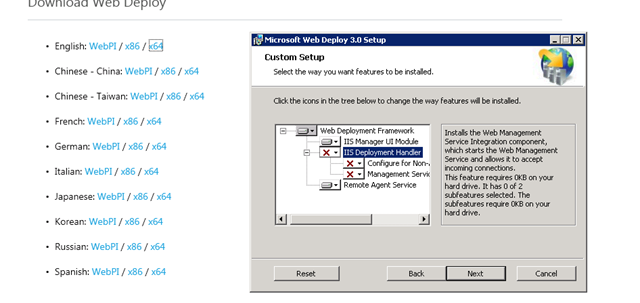 Download Web Deploy
English: WebPI / x86 / x64
Chinese - China: WebPI / x86 / x64
Chinese - Taiwan: WebPI / x86 / x64
French: WebPI / x86 / x64
German: WebPI / x86 / x64
Italian: WebPI / x86 / x64
Japanese: WebPI / x86 / x64
Korean: WebPI / x86 / x64
Russian: WebPI / x86 / x64
Spanish: WebPI / x86 / x64
Microsoft Web Deploy 3.0 Setup
Custom Setup
Select the way you want features to be installed.
Click the icons in the tree below to change the way features will be installed.
Web Deployment Framework
IIS Manager UI Module
IIS Deployment Handler
Configure for Non-
Management Servic
Remote Agent Service
Installs the Web Management
Service Integration component,
which starts the Web Management
Service and allows it to accept
incoming connections.
This feature requires 0KB on your
hard drive. It has 0 of 2
subfeatures selected. The
subfeatures require 0KB on your
hard drive.
Reset
Back
Next
Cancel